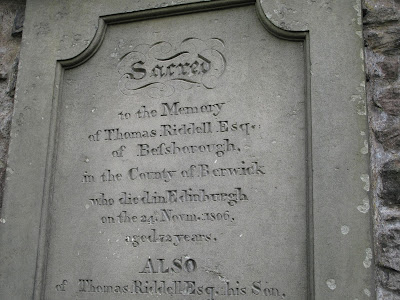 Sacred
to the Memory
of Thomas Riddell Esq.
of Beſsborough,
in the County of Berwick
who died in Edinburgh
on the 24. Novm. 1806,
aged 72 years,
ALSO
of Thomas Riddell Esq. his Son,